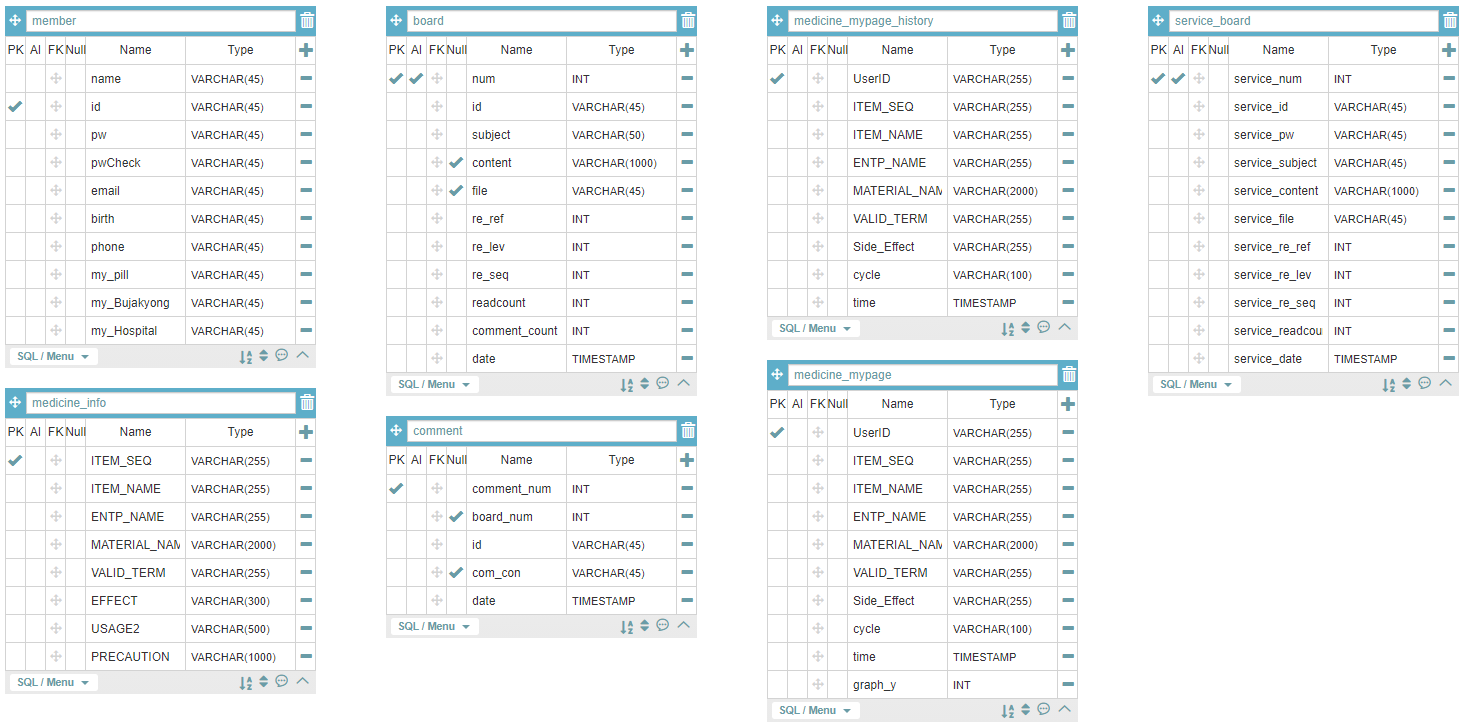 member
PK AI FK Null Name Type
name VARCHAR(45)
id VARCHAR(45)
pw VARCHAR(45)
pwCheck VARCHAR(45)
email VARCHAR(45)
birth VARCHAR(45)
phone VARCHAR(45)
my_pill VARCHAR(45)
my_Bujakyong VARCHAR(45)
my_Hospital VARCHAR(45)
SQL / Menu
medicine_info
PK AI FK Null Name Type
ITEM_SEQ VARCHAR(255)
ITEM_NAME VARCHAR(255)
ENTP_NAME VARCHAR(255)
MATERIAL_NAM VARCHAR(2000)
VALID_TERM VARCHAR(255)
EFFECT VARCHAR(300)
USAGE2 VARCHAR(500)
PRECAUTION VARCHAR(1000)
SQL / Menu
board
PK AI FK Null Name Type
num INT
id VARCHAR(45)
subject VARCHAR(50)
content VARCHAR(1000)
file VARCHAR(45)
re_ref INT
re_lev INT
re_seq INT
readcount INT
comment_count INT
date TIMESTAMP
SQL / Menu
comment
PK AI FK Null Name Type
comment_num INT
board_num INT
id VARCHAR(45)
com_con VARCHAR(45)
date TIMESTAMP
SQL / Menu
medicine_mypage_history
PK AI FK Null Name Type
UserID VARCHAR(255)
ITEM_SEQ VARCHAR(255)
ITEM_NAME VARCHAR(255)
ENTP_NAME VARCHAR(255)
MATERIAL_NAM VARCHAR(2000)
VALID_TERM VARCHAR(255)
Side_Effect VARCHAR(255)
cycle VARCHAR(100)
time TIMESTAMP
SQL / Menu
medicine_mypage
PK AI FK Null Name Type
UserID VARCHAR(255)
ITEM_SEQ VARCHAR(255)
ITEM_NAME VARCHAR(255)
ENTP_NAME VARCHAR(255)
MATERIAL_NAM VARCHAR(2000)
VALID_TERM VARCHAR(255)
Side_Effect VARCHAR(255)
cycle VARCHAR(100)
time TIMESTAMP
graph_y INT
SQL / Menu
service_board
PK AI FK Null Name Type
service_num INT
service_id VARCHAR(45)
service_pw VARCHAR(45)
service_subject VARCHAR(45)
service_content VARCHAR(1000)
service_file VARCHAR(45)
service_re_ref INT
service_re_lev INT
service_re_seq INT
service_readcou INT
service_date TIMESTAMP
SQL / Menu